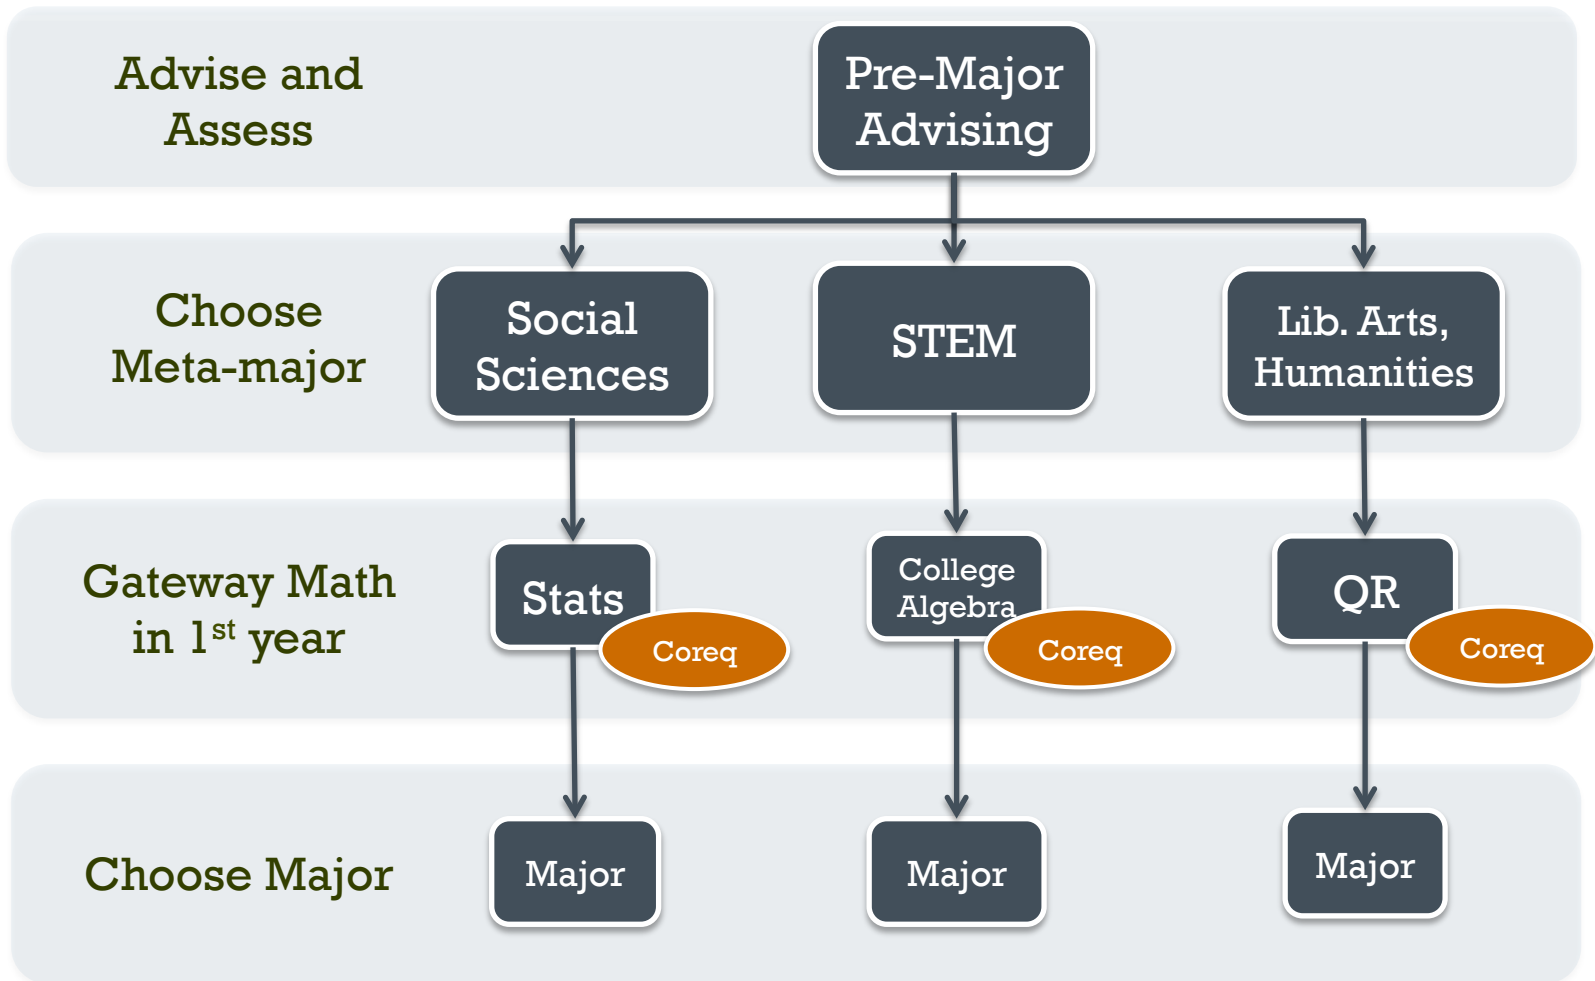 Advise and
Assess
Pre-Major
Advising
Choose
Meta-major
Social
Sciences
STEM
Lib. Arts,
Humanities
Gateway Math
in 1st year
Stats
Coreq
College
Algebra
Coreq
QR
Coreq
Choose Major
Major
Major
Major